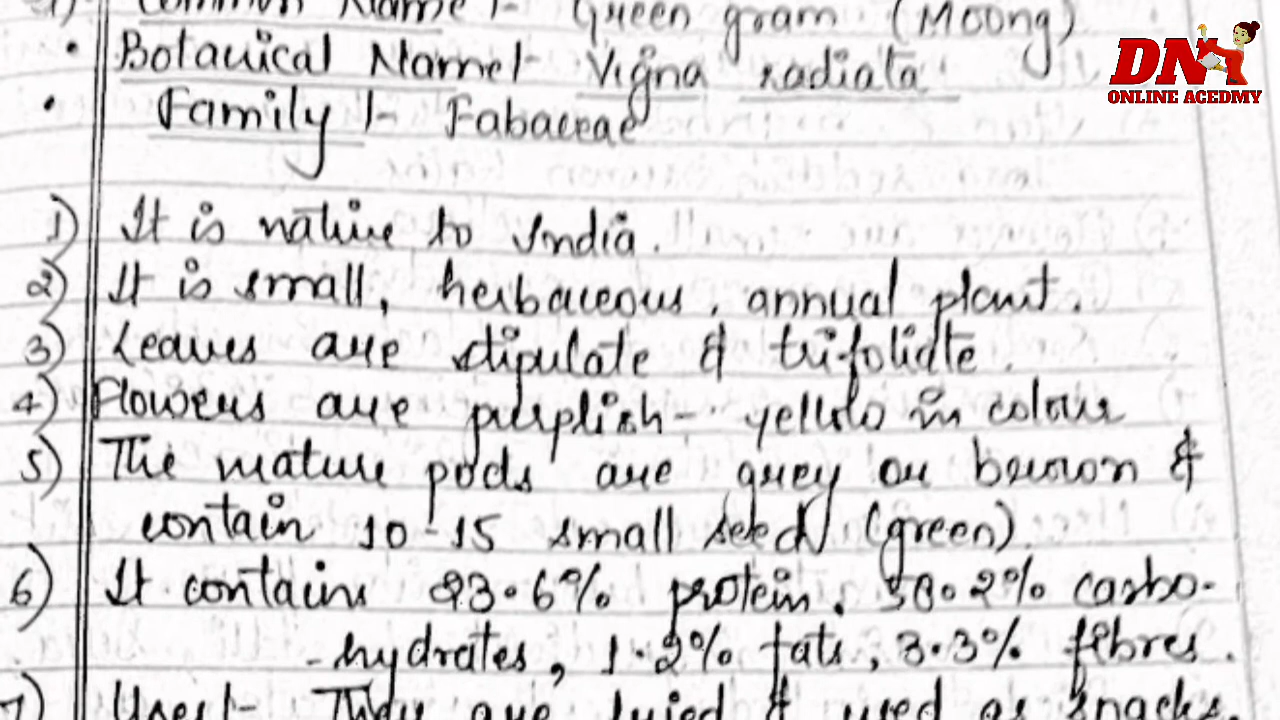 Common Name :- Green gram (Moong)
• Botanical Name :- Vigna radiata
• Family :- Fabaceae
1) It is native to India.
2) It is small, herbaceous, annual plant.
3) Leaves are stipulate & trifoliate.
4) Flowers are purplish - yellow in colour
5) The mature pods are grey or brown &
contain 10-15 small seed (green)
6) It contains 23.6% protein, 58.2% carbo-
-hydrates, 1.2% fats, 3.3% fibres.
7) Uses :- They are fried & used as snacks
DN
ONLINE ACEDMY